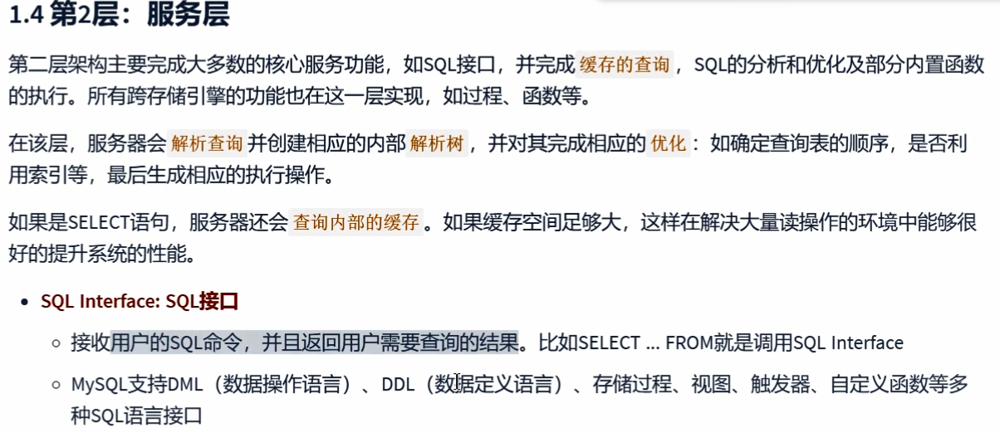 1.4 第2层：服务层
第二层架构主要完成大多数的核心服务功能，如SQL接口，并完成 缓存的查询 ，SQL的分析和优化及部分内置函数
的执行。所有跨存储引擎的功能也在这一层实现，如过程、函数等。
在该层，服务器会 解析查询 并创建相应的内部 解析树 ，并对其完成相应的 优化 ：如确定查询表的顺序，是否利
用索引等，最后生成相应的执行操作。
如果是SELECT语句，服务器还会 查询内部的缓存 。如果缓存空间足够大，这样在解决大量读操作的环境中能够很
好的提升系统的性能。
• SQL Interface: SQL接口
○ 接收用户的SQL命令，并且返回用户需要查询的结果。比如SELECT ... FROM就是调用SQL Interface
○ MySQL支持DML（数据操作语言）、DDL（数据定义语言）、存储过程、视图、触发器、自定义函数等多
种SQL语言接口